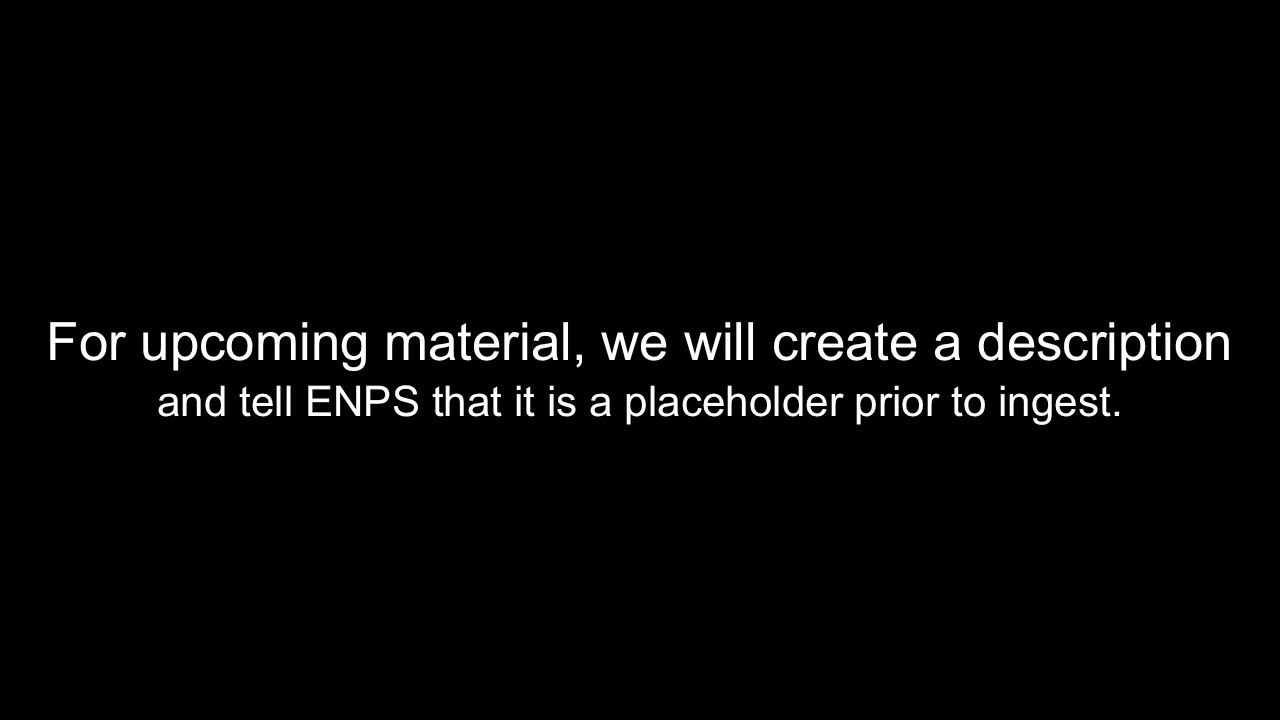 For upcoming material, we will create a description
and tell ENPS that it is a placeholder prior to ingest.